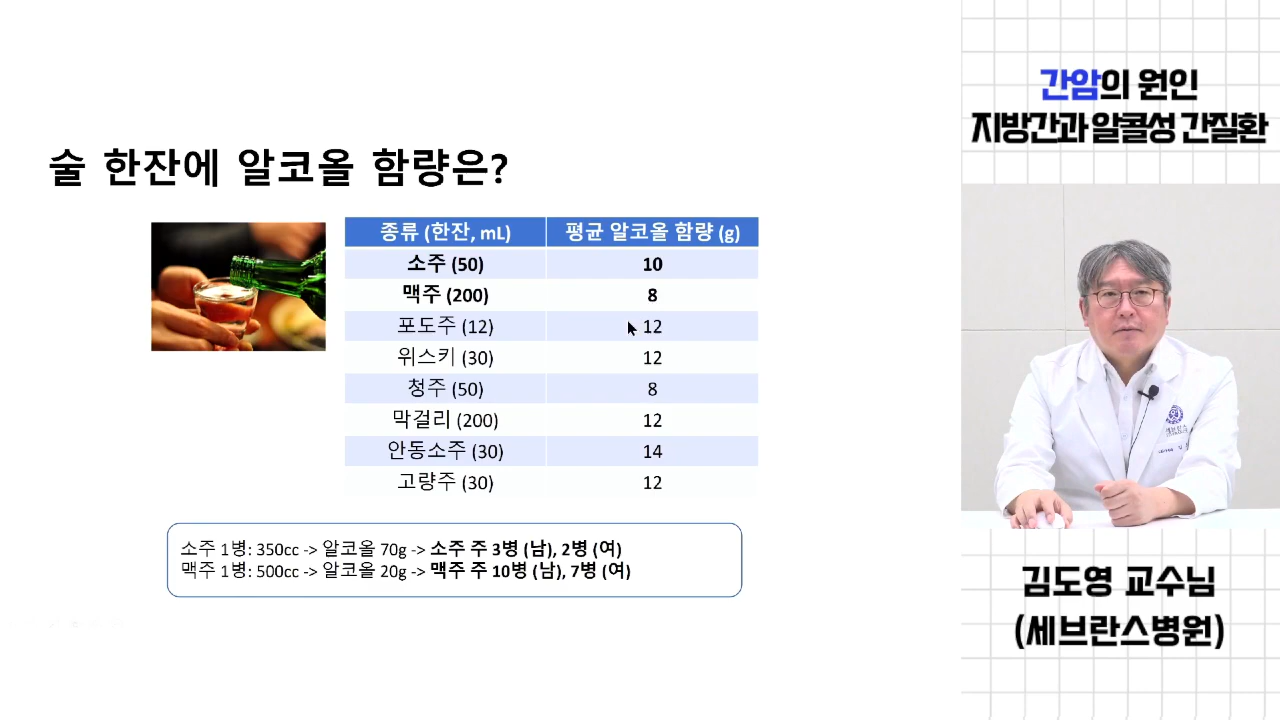 간암의 원인
지방간과 알콜성 간질환
술 한잔에 알코올 함량은?
종류 (한잔, mL) 평균 알코올 함량 (g)
소주 (50) 10
맥주 (200) 8
포도주 (12) 12
위스키 (30) 12
청주 (50) 8
막걸리 (200) 12
안동소주 (30) 14
고량주 (30) 12
소주 1병: 350cc -> 알코올 70g -> 소주 주 3병 (남), 2병 (여)
맥주 1병: 500cc -> 알코올 20g -> 맥주 주 10병 (남), 7병 (여)
김도영 교수님
(세브란스병원)